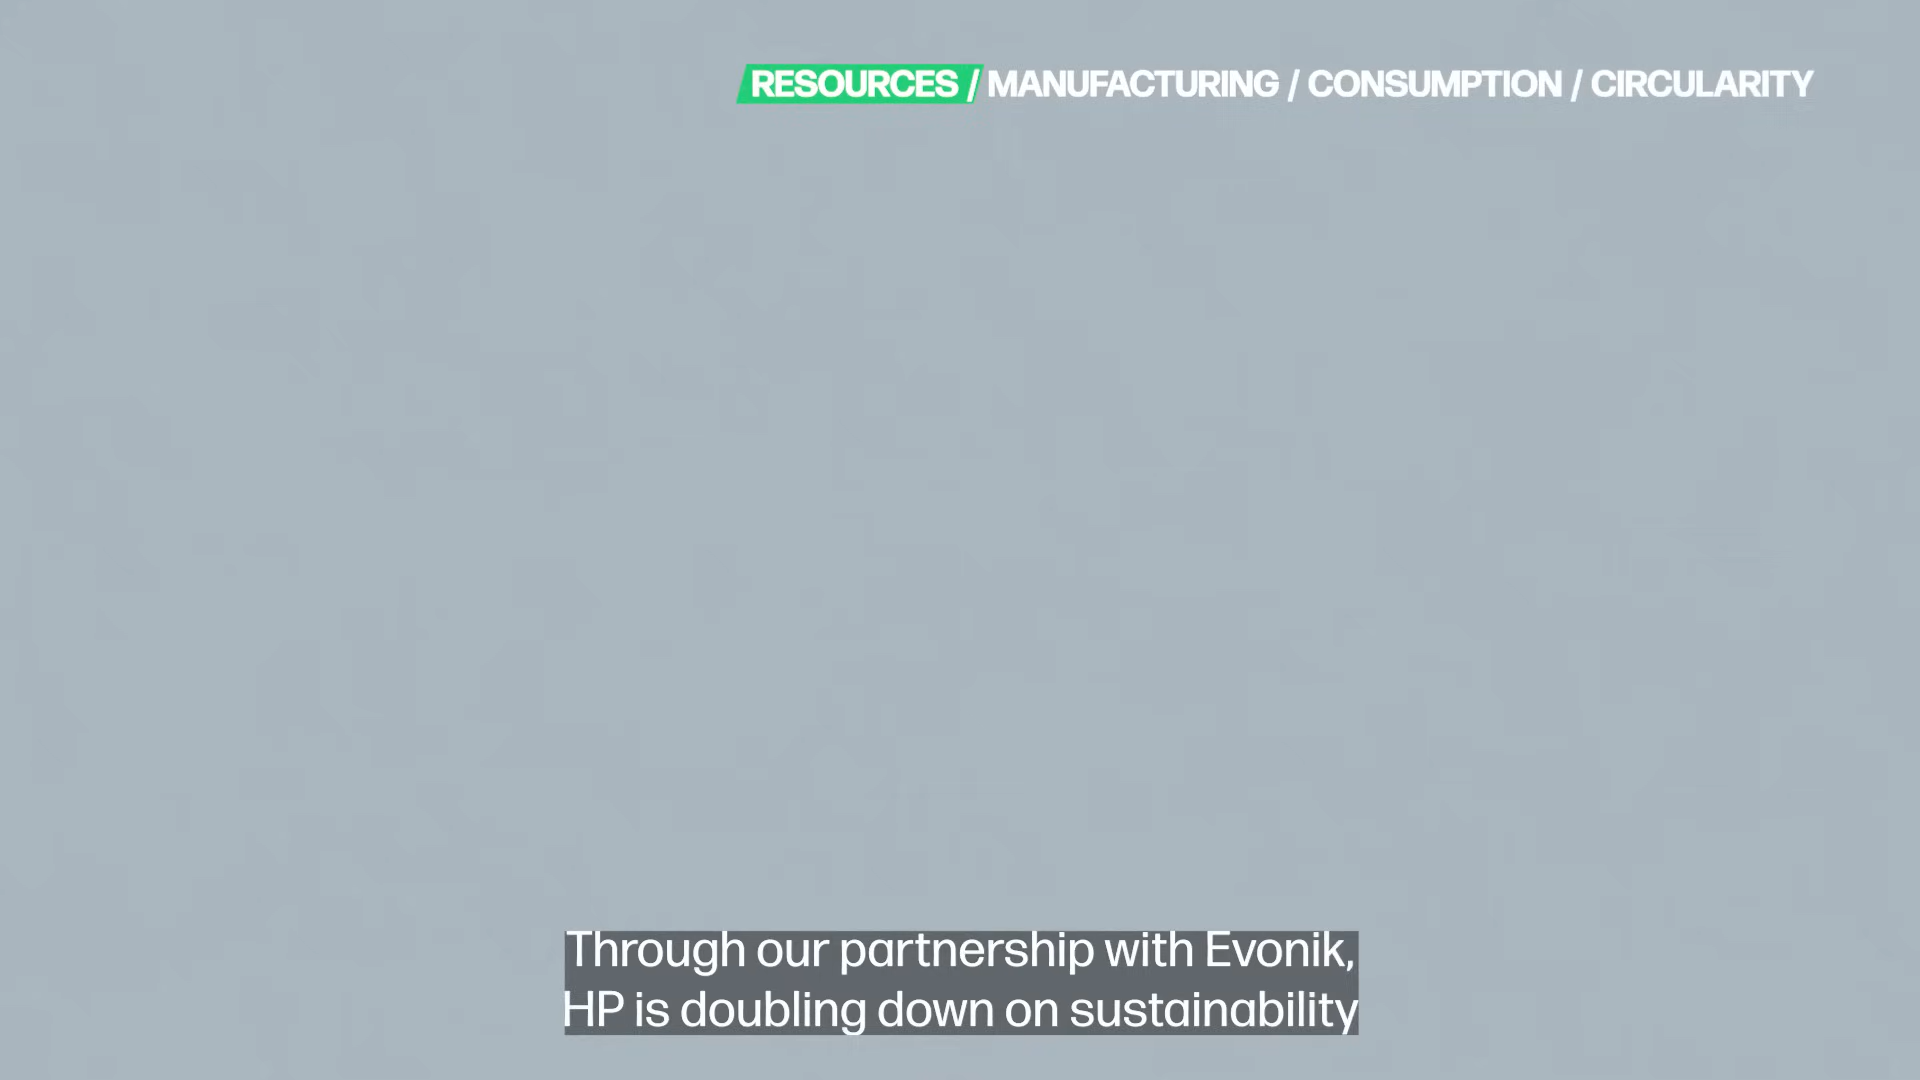 RESOURCES / MANUFACTURING / CONSUMPTION / CIRCULARITY
Through our partnership with Evonik,
HP is doubling down on sustainability